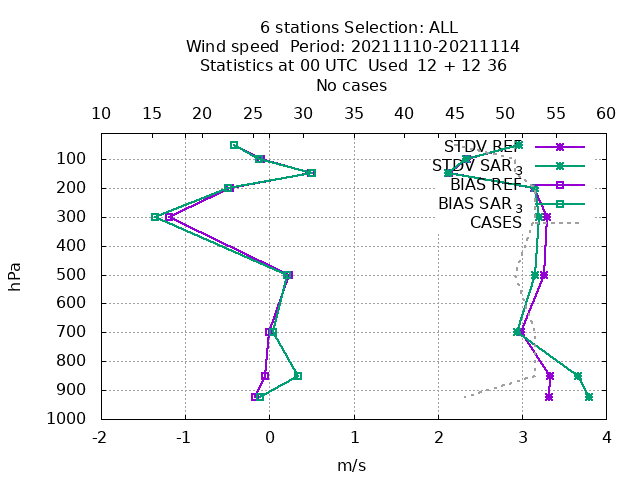 6 stations Selection: ALL
Wind speed  Period: 20211110-20211114
Statistics at 00 UTC  Used  12 + 12 36
No cases
10 15 20 25 30 35 40 45 50 55 60
STDV REF
STDV SAR 3
BIAS REF
BIAS SAR 3
CASES
hPa
100
200
300
400
500
600
700
800
900
1000
-2 -1 0 1 2 3 4
m/s